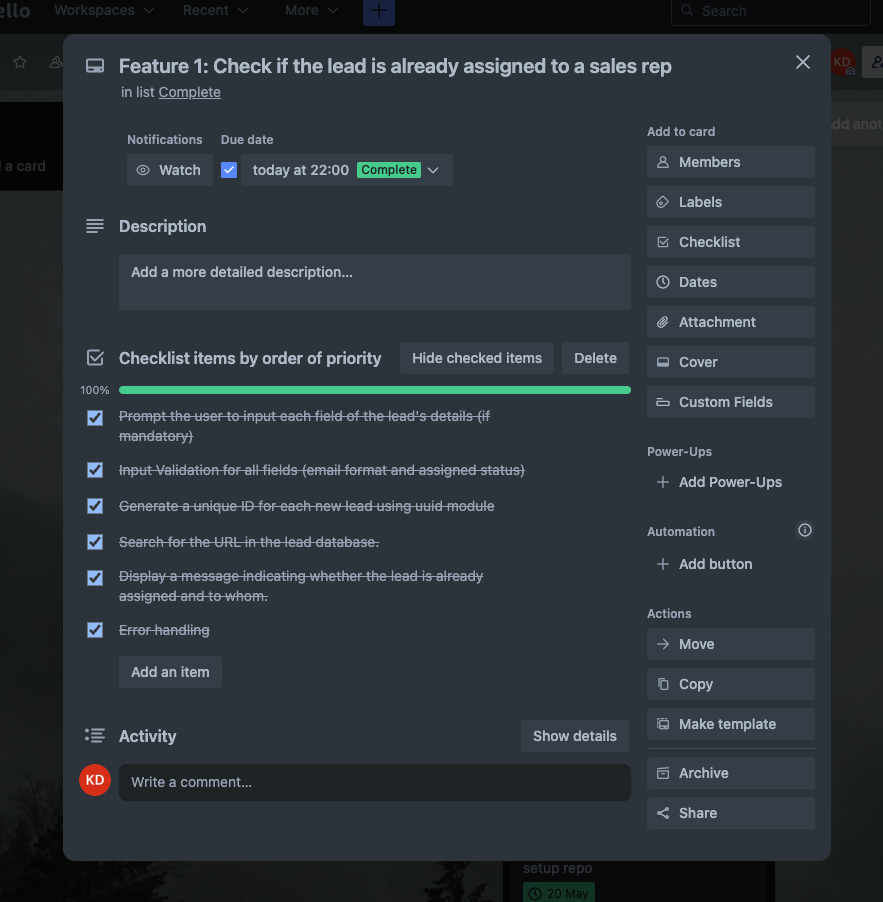 ello Workspaces Recent More + Search
Feature 1: Check if the lead is already assigned to a sales rep
in list Complete
KD
dd anot
l a card
Notifications Due date
Watch today at 22:00 Complete
Description
Add a more detailed description...
Checklist items by order of priority Hide checked items Delete
100%
Prompt the user to input each field of the lead's details (if
mandatory)
Input Validation for all fields (email format and assigned status)
Generate a unique ID for each new lead using uuid module
Search for the URL in the lead database.
Display a message indicating whether the lead is already
assigned and to whom.
Error handling
Add an item
Activity Show details
KD Write a comment...
Add to card
Members
Labels
Checklist
Dates
Attachment
Cover
Custom Fields
Power-Ups
+ Add Power-Ups
Automation
+ Add button
Actions
Move
Copy
Make template
Archive
Share
setup repo
20 May